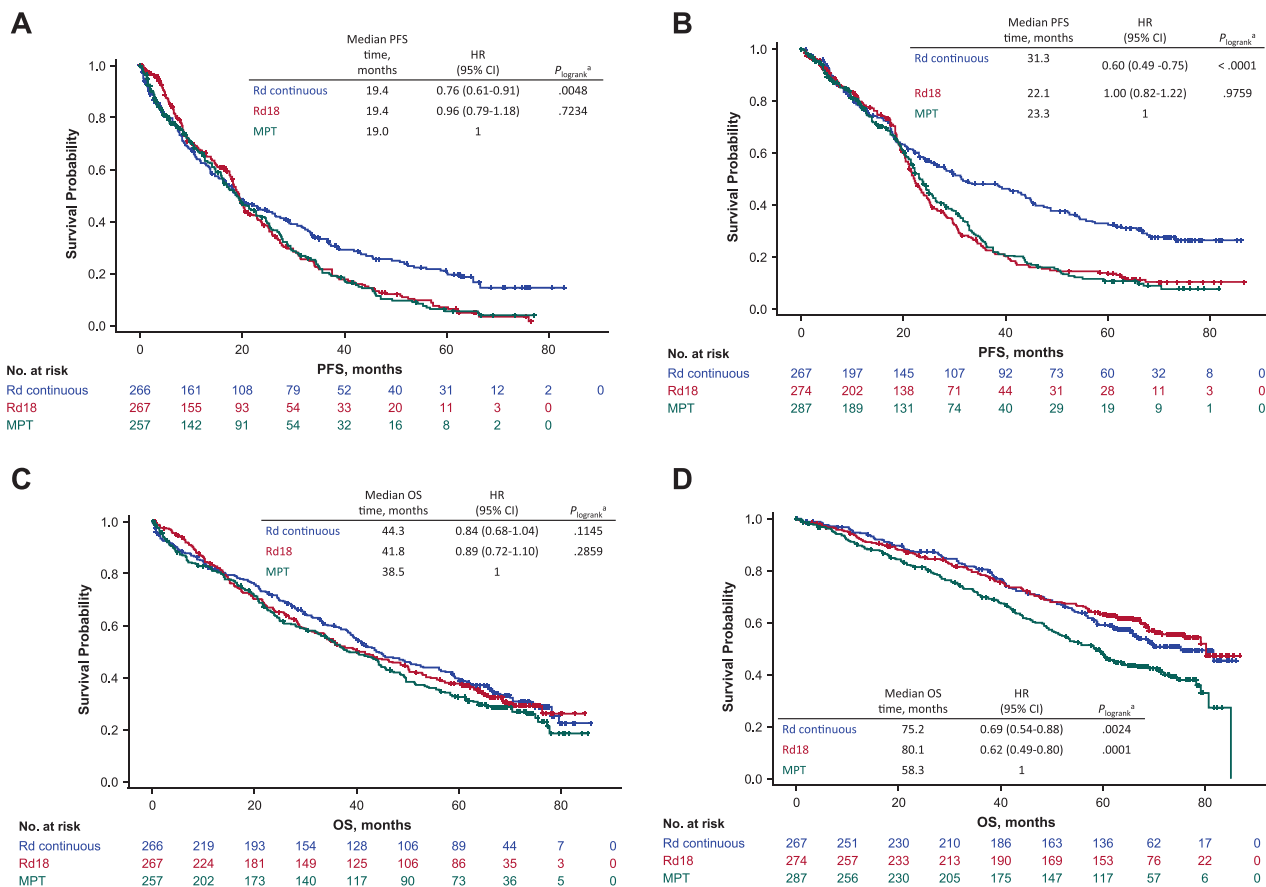 A
Median PFS
time,
months
HR
(95% CI)
P logrank a
Rd continuous 19.4 0.76 (0.61-0.91) .0048
Rd18 19.4 0.96 (0.79-1.18) .7234
MPT 19.0 1
Survival Probability
1.0
0.8
0.6
0.4
0.2
0.0
0 20 40 60 80
PFS, months
No. at risk
Rd continuous 266 161 108 79 52 40 31 12 2 0
Rd18 267 155 93 54 33 20 11 3 0
MPT 257 142 91 54 32 16 8 2 0
B
Median PFS
time, months
HR
(95% CI)
P logrank a
Rd continuous 31.3 0.60 (0.49 -0.75) < .0001
Rd18 22.1 1.00 (0.82-1.22) .9759
MPT 23.3 1
Survival Probability
1.0
0.8
0.6
0.4
0.2
0.0
0 20 40 60 80
PFS, months
No. at risk
Rd continuous 267 197 145 107 92 73 60 32 8 0
Rd18 274 202 138 71 44 31 28 11 3 0
MPT 287 189 131 74 40 29 19 9 1 0
C
Median OS
time, months
HR
(95% CI)
P logrank a
Rd continuous 44.3 0.84 (0.68-1.04) .1145
Rd18 41.8 0.89 (0.72-1.10) .2859
MPT 38.5 1
Survival Probability
1.0
0.8
0.6
0.4
0.2
0.0
0 20 40 60 80
OS, months
No. at risk
Rd continuous 266 219 193 154 128 106 89 44 7 0
Rd18 267 224 181 149 125 106 86 35 3 0
MPT 257 202 173 140 117 90 73 36 5 0
D
Survival Probability
1.0
0.8
0.6
0.4
0.2
0.0
Median OS
time, months
HR
(95% CI)
P logrank a
Rd continuous 75.2 0.69 (0.54-0.88) .0024
Rd18 80.1 0.62 (0.49-0.80) .0001
MPT 58.3 1
0 20 40 60 80
OS, months
No. at risk
Rd continuous 267 251 230 210 186 163 136 62 17 0
Rd18 274 257 233 213 190 169 153 76 22 0
MPT 287 256 230 205 175 147 117 57 6 0